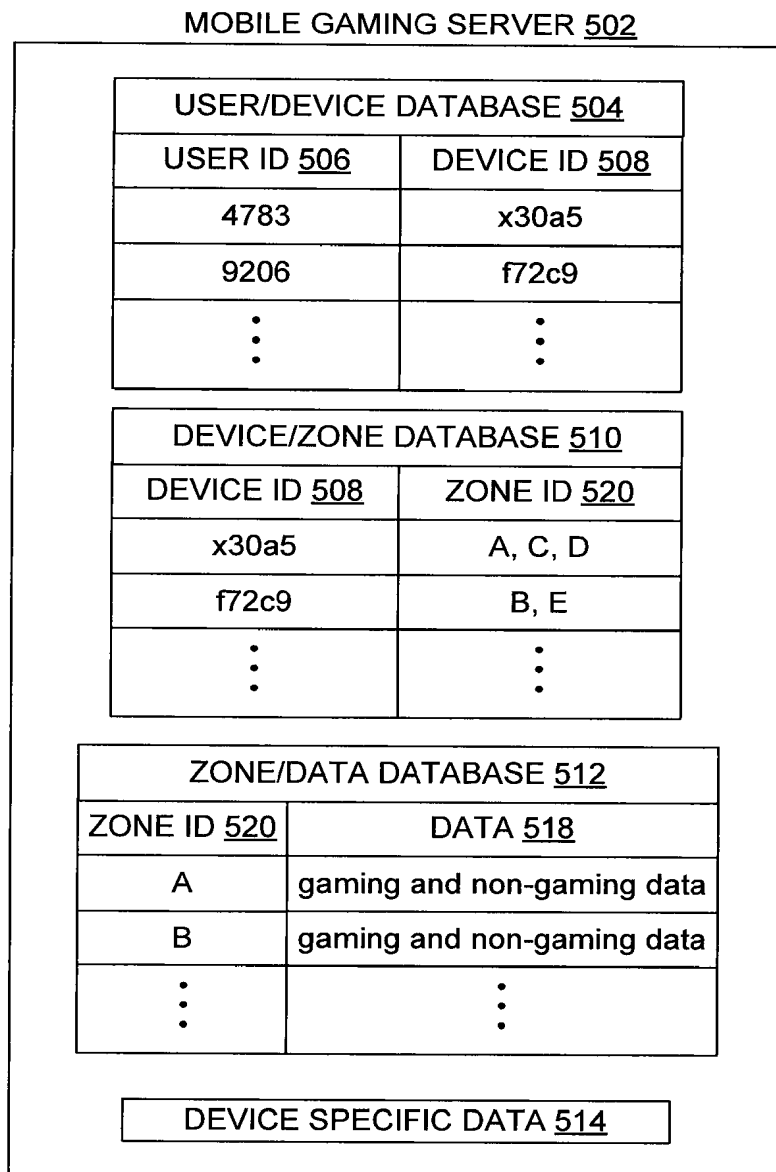 MOBILE GAMING SERVER 502
USER/DEVICE DATABASE 504
USER ID 506 DEVICE ID 508
4783 x30a5
9206 f72c9
DEVICE/ZONE DATABASE 510
DEVICE ID 508 ZONE ID 520
x30a5 A, C, D
f72c9 B, E
ZONE/DATA DATABASE 512
ZONE ID 520 DATA 518
A gaming and non-gaming data
B gaming and non-gaming data
DEVICE SPECIFIC DATA 514